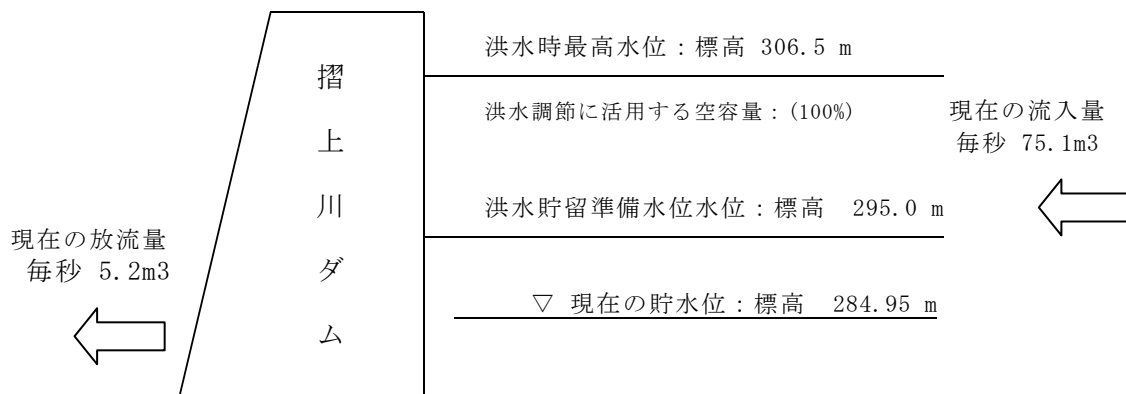 洪水時最高水位：標高 306.5 m
洪水調節に活用する空容量：(100%)
現在の流入量
毎秒 75.1m3
摺上川ダム
洪水貯留準備水位水位：標高 295.0 m
現在の放流量
毎秒 5.2m3
▽ 現在の貯水位：標高 284.95 m